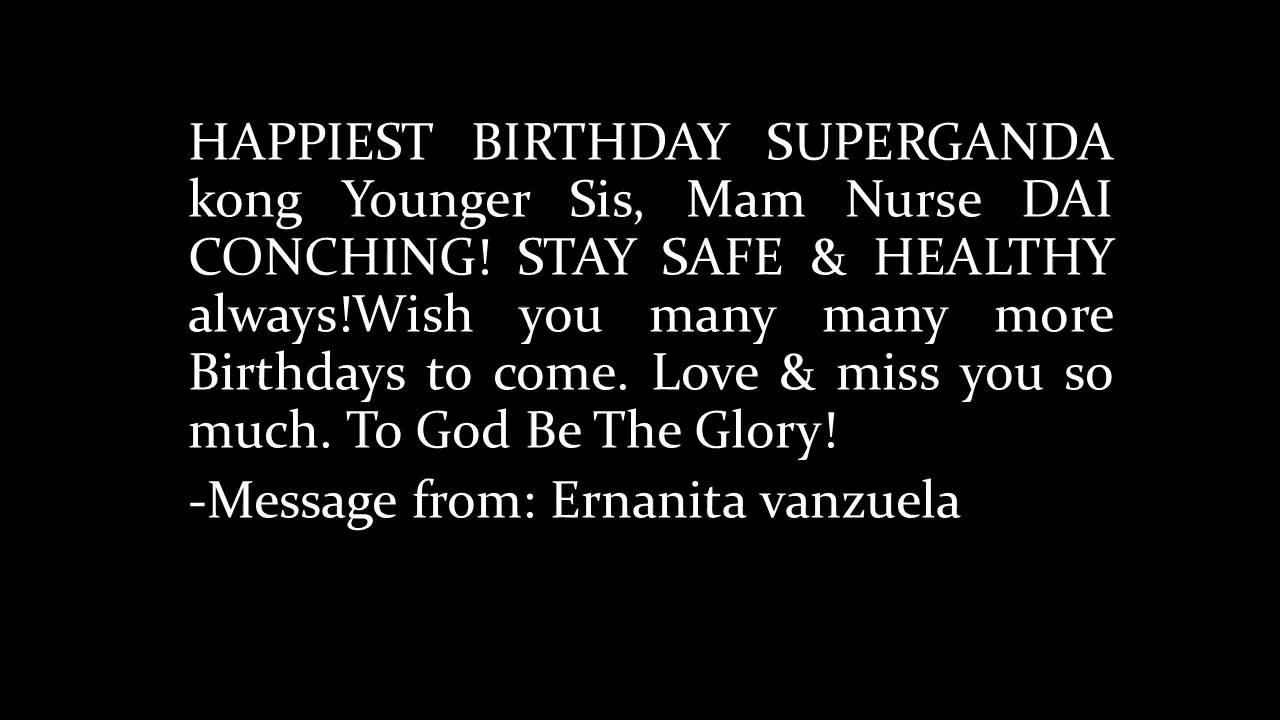 HAPPIEST BIRTHDAY SUPERGANDA
kong Younger Sis, Mam Nurse DAI
CONCHING! STAY SAFE & HEALTHY
always!Wish you many many more
Birthdays to come. Love & miss you so
much. To God Be The Glory!
-Message from: Ernanita vanzuela